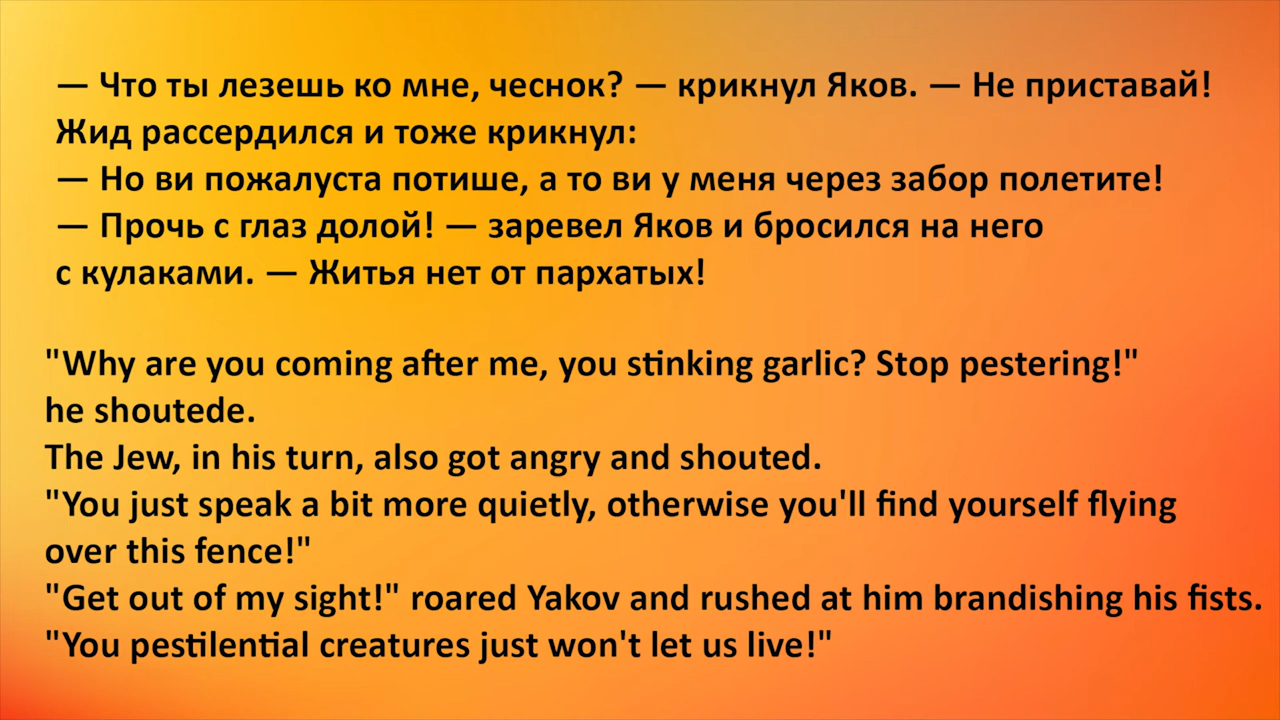 — Что ты лезешь ко мне, чеснок? — крикнул Яков. — Не приставай!
Жид рассердился и тоже крикнул:
— Но ви пожалуста потише, а то ви у меня через забор полетите!
— Прочь с глаз долой! — заревел Яков и бросился на него
с кулаками. — Житья нет от пархатых!
"Why are you coming after me, you stinking garlic? Stop pestering!"
he shoutede.
The Jew, in his turn, also got angry and shouted.
"You just speak a bit more quietly, otherwise you'll find yourself flying
over this fence!"
"Get out of my sight!" roared Yakov and rushed at him brandishing his fists.
"You pestilential creatures just won't let us live!"